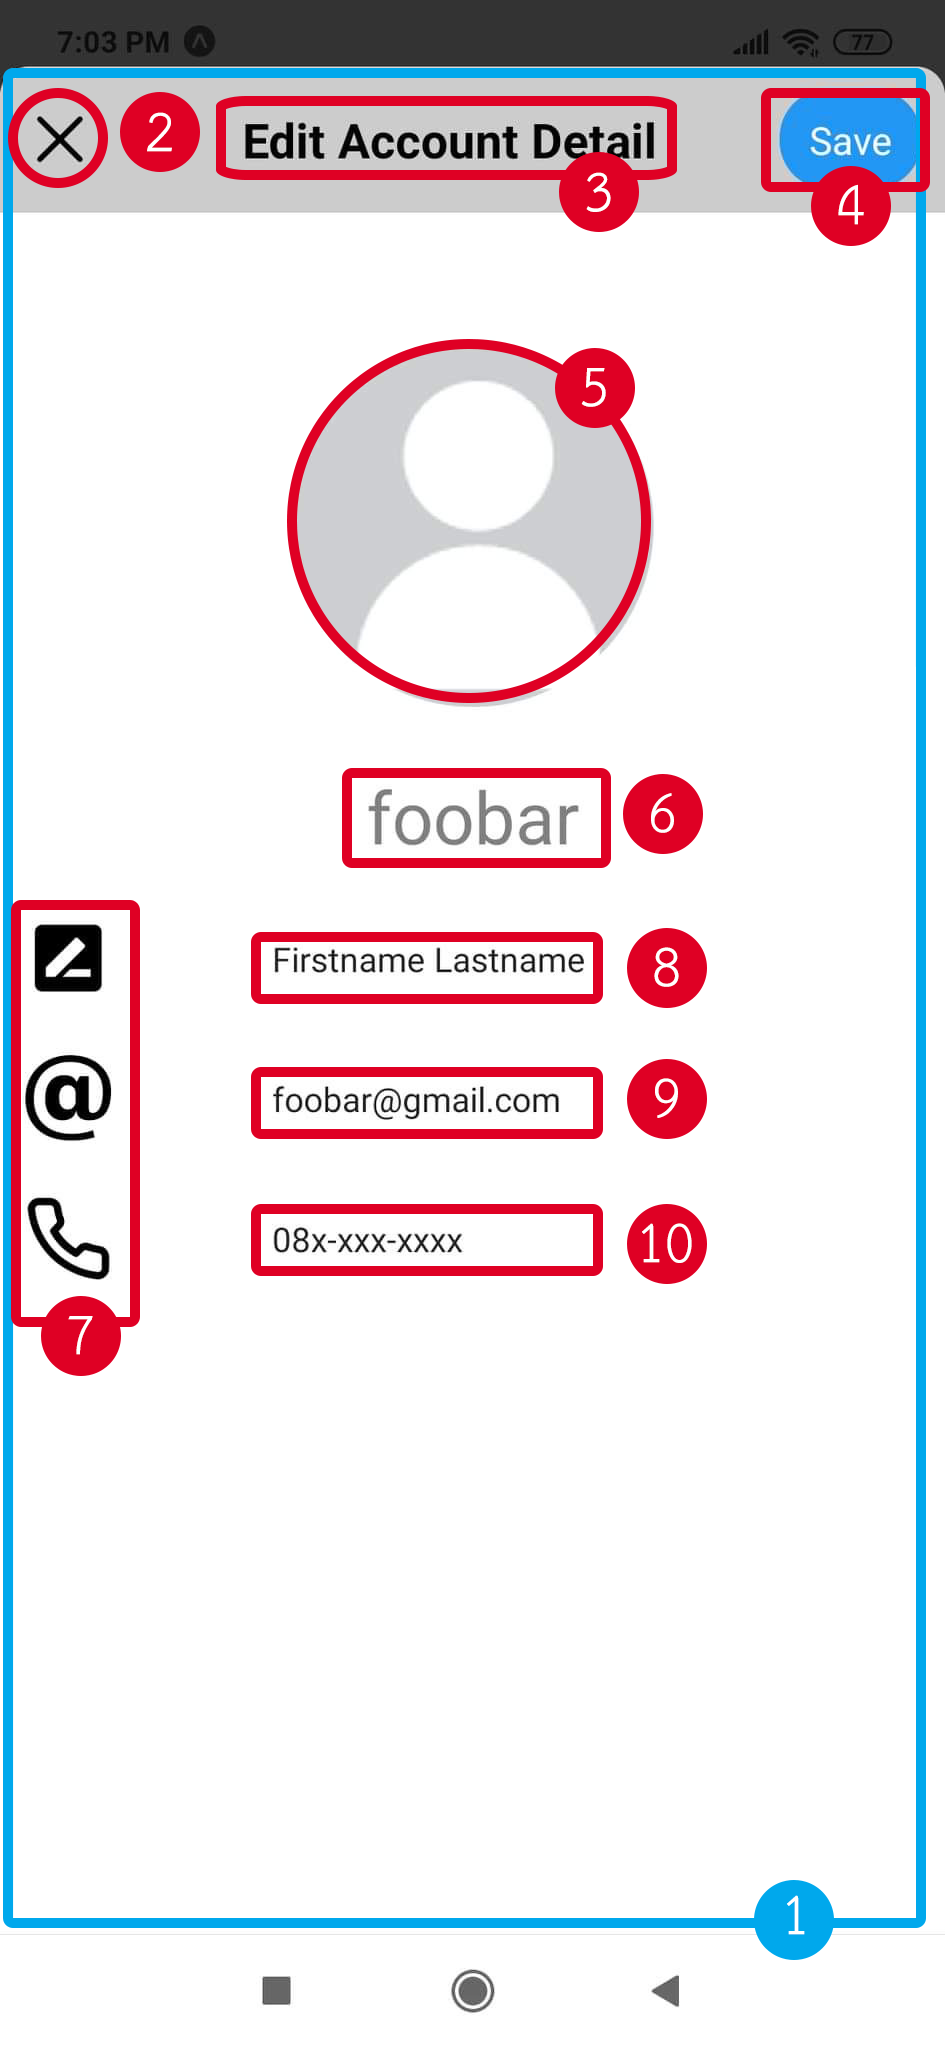 7:03 PM 77
2 Edit Account Detail Save
3 4
5
foobar 6
Firstname Lastname 8
@ foobar@gmail.com 9
08x-xxx-xxxx 10
7
1